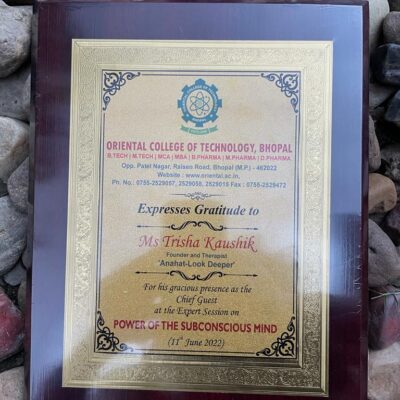 ORIENTAL COLLEGE OF TECHNOLOGY, BHOPAL
B.TECH | M.TECH | MCA | MBA | B.PHARMA | M.PHARMA | D.PHARMA
Opp. Patel Nagar, Raisen Road, Bhopal (M.P.) - 462022
Website : www.oriental.ac.in,
Ph. No.: 0755-2529057, 2529058, 2529018 Fax : 0755-2529472
Expresses Gratitude to
Ms Trisha Kaushik
Founder and Therapist
'Anahat-Look Deeper'
For his gracious presence as the
Chief Guest
at the Expert Session on
POWER OF THE SUBCONSCIOUS MIND
(11th June 2022)